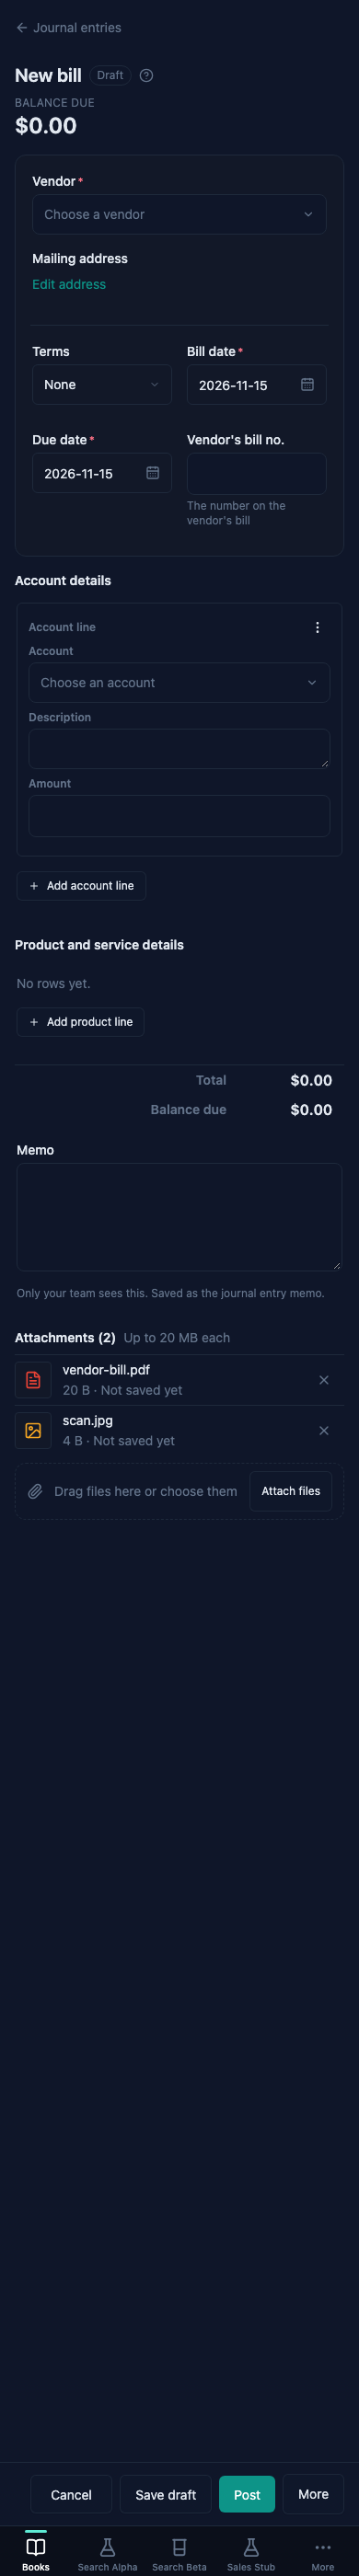 Journal entries
New bill Draft
BALANCE DUE
$0.00
Vendor*
Choose a vendor
Mailing address
Edit address
Terms Bill date*
None 2026-11-15
Due date* Vendor's bill no.
2026-11-15
The number on the
vendor's bill
Account details
Account line
Account
Choose an account
Description
Amount
+ Add account line
Product and service details
No rows yet.
+ Add product line
Total $0.00
Balance due $0.00
Memo
Only your team sees this. Saved as the journal entry memo.
Attachments (2) Up to 20 MB each
vendor-bill.pdf
20 B · Not saved yet
scan.jpg
4 B · Not saved yet
Drag files here or choose them Attach files
Cancel Save draft Post More
Books Search Alpha Search Beta Sales Stub More